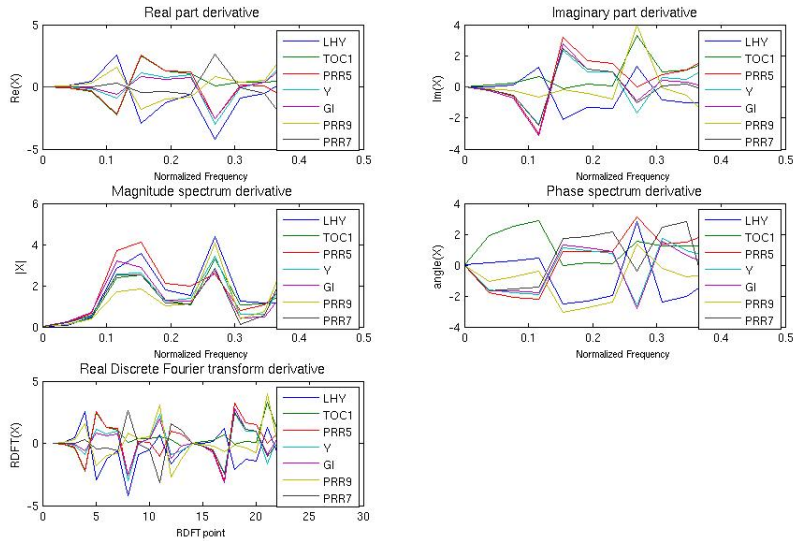 Real part derivative
5
0
-5
Re(X)
0
0.1
0.2
0.3
0.4
0.5
Normalized Frequency
LHY
TOC1
PRR5
Y
GI
PRR9
PRR7
Imaginary part derivative
4
2
0
-2
-4
Im(X)
0
0.1
0.2
0.3
0.4
0.5
Normalized Frequency
LHY
TOC1
PRR5
Y
GI
PRR9
PRR7
Magnitude spectrum derivative
6
4
2
0
|X|
0
0.1
0.2
0.3
0.4
0.5
Normalized Frequency
LHY
TOC1
PRR5
Y
GI
PRR9
PRR7
Phase spectrum derivative
4
2
0
-2
-4
angle(X)
0
0.1
0.2
0.3
0.4
0.5
Normalized Frequency
LHY
TOC1
PRR5
Y
GI
PRR9
PRR7
Real Discrete Fourier transform derivative
5
0
-5
RDFT(X)
0
5
10
15
20
25
30
RDFT point
LHY
TOC1
PRR5
Y
GI
PRR9
PRR7